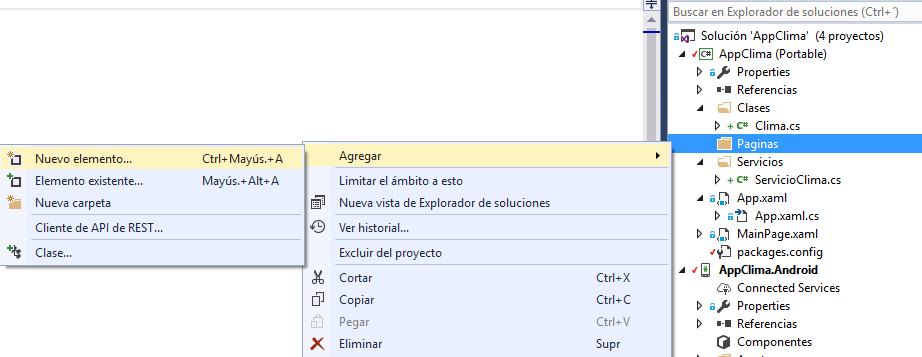 Buscar en Explorador de soluciones (Ctrl+´)
Solución 'AppClima' (4 proyectos)
AppClima (Portable)
Properties
Referencias
Clases
C# Clima.cs
Paginas
Servicios
C# ServicioClima.cs
App.xaml
App.xaml.cs
MainPage.xaml
packages.config
AppClima.Android
Connected Services
Properties
Referencias
Componentes
Agregar
Limitar el ámbito a esto
Nueva vista de Explorador de soluciones
Ver historial...
Excluir del proyecto
Cortar Ctrl+X
Copiar Ctrl+C
Pegar Ctrl+V
Eliminar Supr
Nuevo elemento... Ctrl+Mayús.+A
Elemento existente... Mayús.+Alt+A
Nueva carpeta
Cliente de API de REST...
Clase...